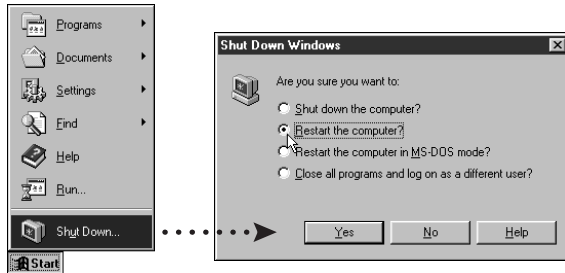 Programs
Documents
Settings
Find
Help
Run...
Shut Down...
Start
Shut Down Windows
Are you sure you want to:
Shut down the computer?
Restart the computer?
Restart the computer in MS-DOS mode?
Close all programs and log on as a different user?
Yes
No
Help